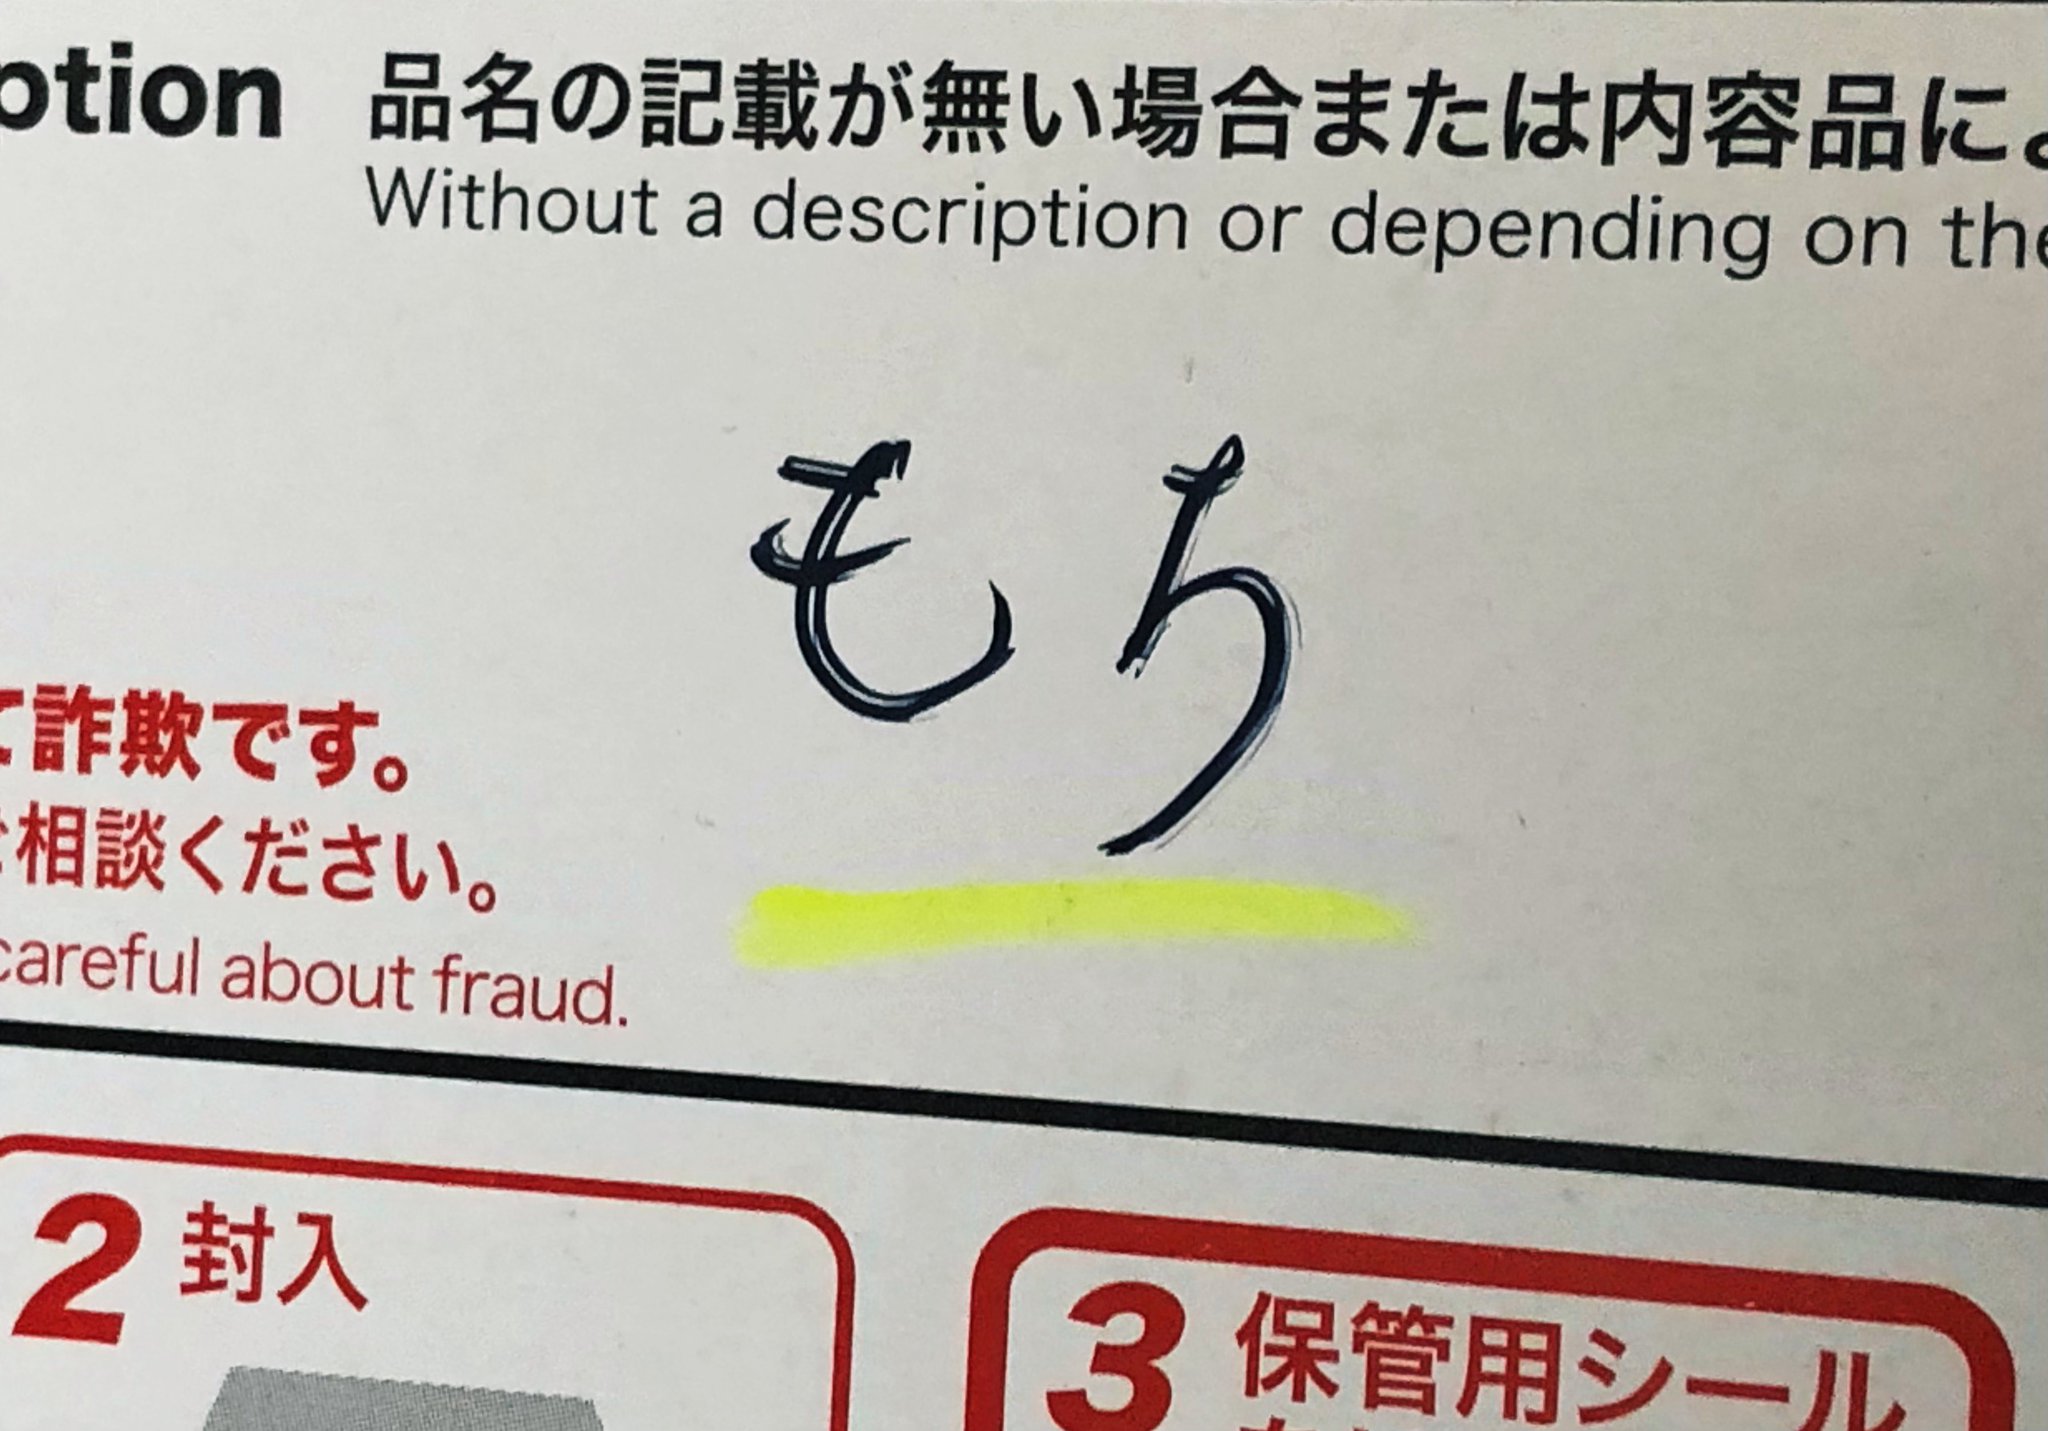 ption 品名の記載が無い場合または内容品によ
Without a description or depending on the
もち
て詐欺です。
ご相談ください。
careful about fraud.
2 封入
3 保管用シール